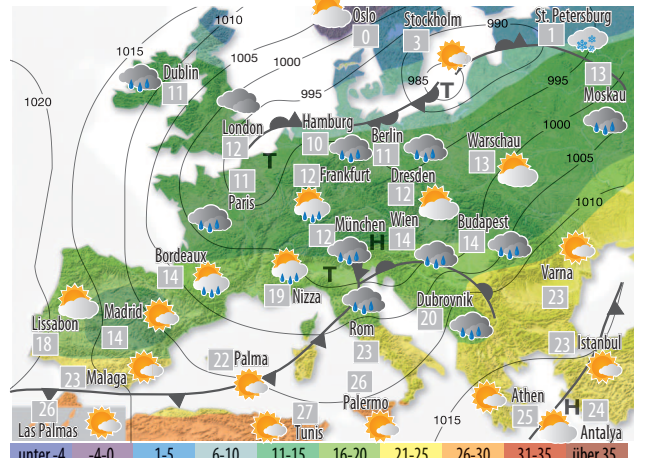 1010
Oslo
0
Stockholm
3
990
St. Petersburg
1
1015
1005
1000
995
985
T
995
13
Moskau
Dublin
11
1020
London
12
T
Hamburg
10
Berlin
11
Warschau
13
1000
1005
1010
11
Paris
12
Frankfurt
Dresden
12
München
12
H
Wien
14
Budapest
14
Bordeaux
14
T
19
Nizza
Varna
23
Lissabon
18
Madrid
14
Rom
23
Dubrovnik
20
23
Istanbul
23
Malaga
22
Palma
26
Palermo
Athen
25
H
24
Antalya
1015
26
Las Palmas
27
Tunis
unter -4
-4-0
1-5
6-10
11-15
16-20
21-25
26-30
31-35
über 35